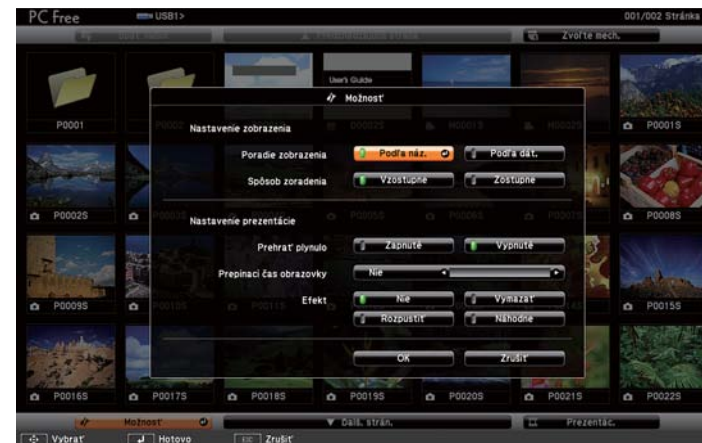 PC Free USB1> 001/002 Stránka
Zvoľte mech.
User's Guide
Možnosť
P0001 P0001S
Nastavenie zobrazenia
Poradie zobrazenia Podľa náz. Podľa dát.
Spôsob zoradenia Vzostupne Zostupne
P0002S P0008S
Nastavenie prezentácie
Prehrať plynulo Zapnuté Vypnuté
Prepínací čas obrazovky Nie
P0009S P0015S
Efekt Nie Vymazať
Rozpustiť Náhodne
OK Zrušiť
P0016S P0017S P0018S P0019S P0020S P0021S P0022S
Možnosť Dalš. strán. Prezentác.
Vybrať Hotovo Esc Zrušiť